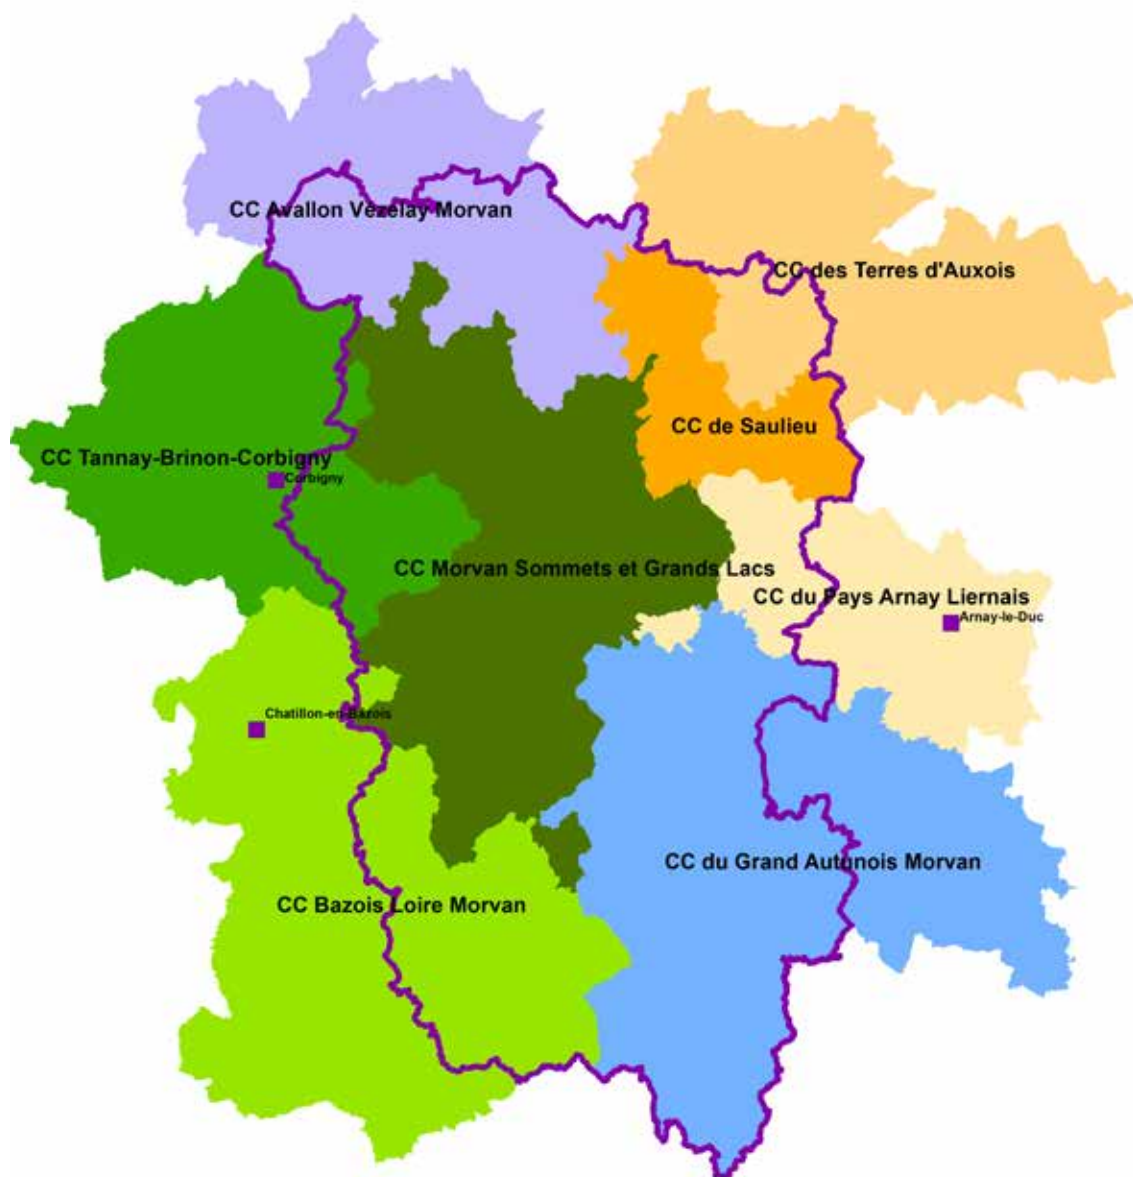 CC Avallon Vézelay Morvan
CC des Terres d'Auxois
CC de Saulieu
CC Tannay-Brinon-Corbigny
Corbigny
CC Morvan Sommets et Grands Lacs
CC du Pays Arnay Liernais
Arnay-le-Duc
Chatillon-en-Bazois
CC du Grand Autunois Morvan
CC Bazois Loire Morvan